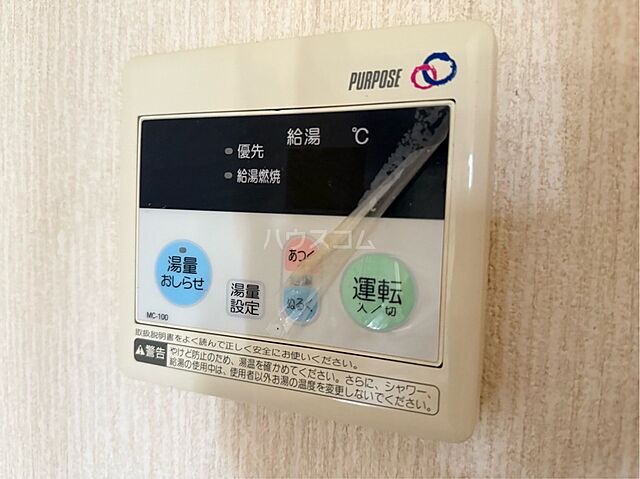 PURPOSE
給湯 ℃
優先
給湯燃焼
ハウスコム
湯量
おしらせ
湯量
設定
あつく
ぬるく
運転
入／切
MC-100
取扱説明書をよく読んで正しく安全にお使いください。
警告
やけど防止のため、湯温を確かめてください。さらに、シャワー、
給湯の使用中は、使用者以外お湯の温度を変更しないでください。